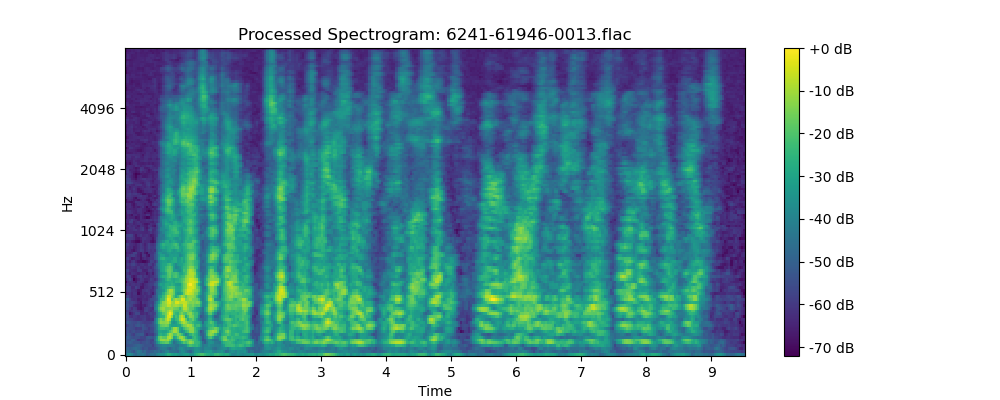 Processed Spectrogram: 6241-61946-0013.flac
Hz
4096
2048
1024
512
0
0 1 2 3 4 5 6 7 8 9
Time
+0 dB
-10 dB
-20 dB
-30 dB
-40 dB
-50 dB
-60 dB
-70 dB